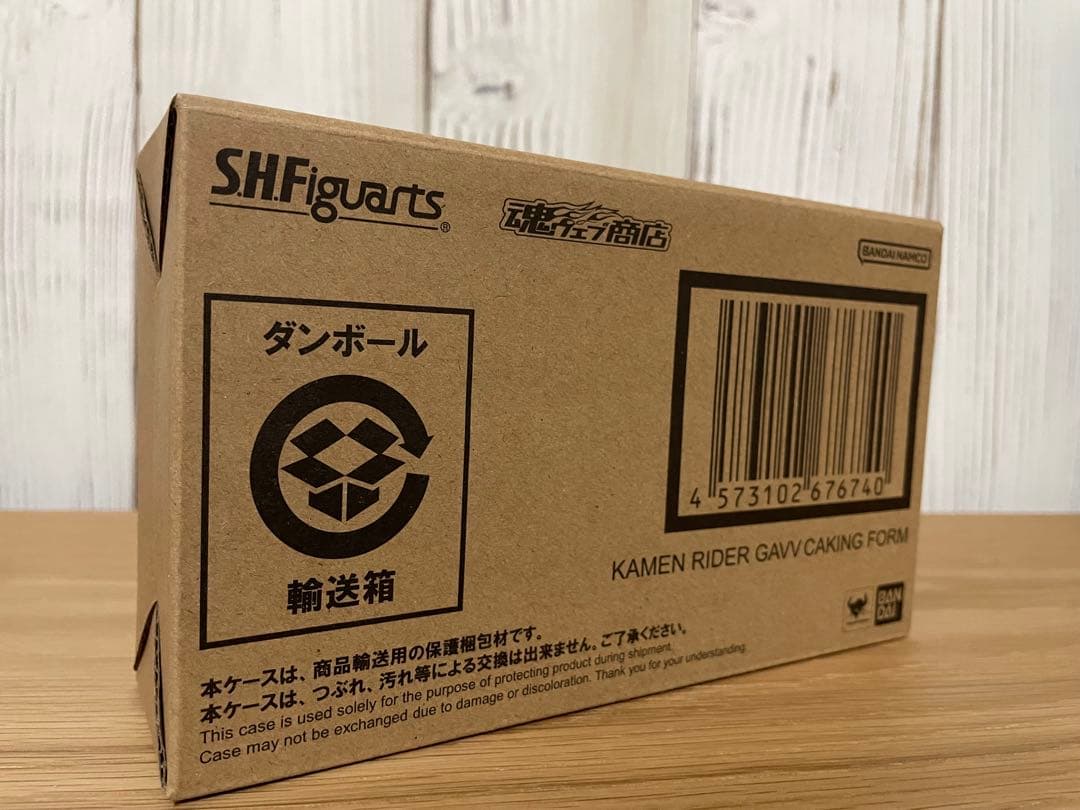 S.H.Figuarts®
魂ウェブ商店
BANDAI NAMCO
ダンボール
輸送箱
4 573102 676740
KAMEN RIDER GAVV CAKING FORM
BAN
DAI
本ケースは、商品輸送用の保護梱包材です。
本ケースは、つぶれ、汚れ等による交換は出来ません。ご了承ください。
This case is used solely for the purpose of protecting product during shipment.
Case may not be exchanged due to damage or discoloration. Thank you for your understanding.